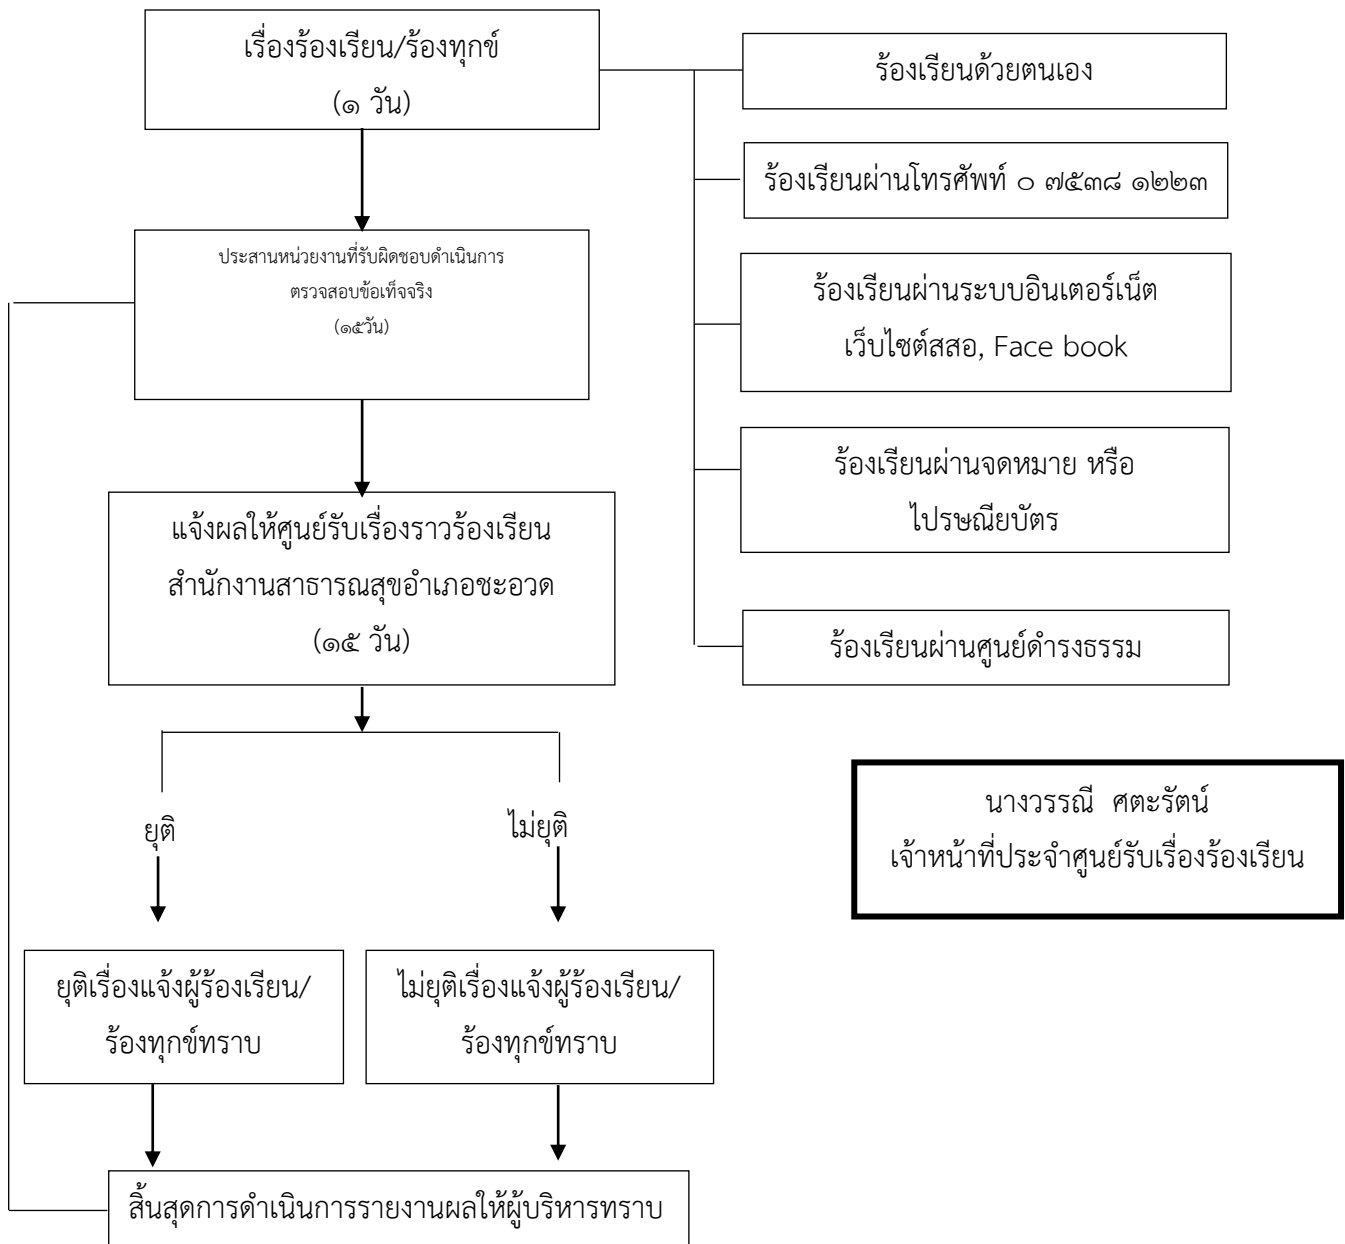 เรื่องร้องเรียน/ร้องทุกข์
(๑ วัน)
ร้องเรียนด้วยตนเอง
ร้องเรียนผ่านโทรศัพท์ ๐ ๗๕๓๘ ๑๒๒๓
ประสานหน่วยงานที่รับผิดชอบดำเนินการ
ตรวจสอบข้อเท็จจริง
(๑๕วัน)
ร้องเรียนผ่านระบบอินเตอร์เน็ต
เว็บไซต์สสอ, Face book
ร้องเรียนผ่านจดหมาย หรือ
ไปรษณียบัตร
แจ้งผลให้ศูนย์รับเรื่องราวร้องเรียน
สำนักงานสาธารณสุขอำเภอชะอวด
(๑๕ วัน)
ร้องเรียนผ่านศูนย์ดำรงธรรม
นางวรรณี  ศตะรัตน์
เจ้าหน้าที่ประจำศูนย์รับเรื่องร้องเรียน
ยุติ
ไม่ยุติ
ยุติเรื่องแจ้งผู้ร้องเรียน/
ร้องทุกข์ทราบ
ไม่ยุติเรื่องแจ้งผู้ร้องเรียน/
ร้องทุกข์ทราบ
สิ้นสุดการดำเนินการรายงานผลให้ผู้บริหารทราบ